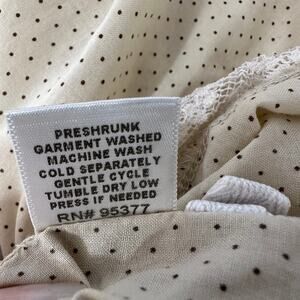 PRESHRUNK
GARMENT WASHED
MACHINE WASH
COLD SEPARATELY
GENTLE CYCLE
TUMBLE DRY LOW
PRESS IF NEEDED
RN# 95377